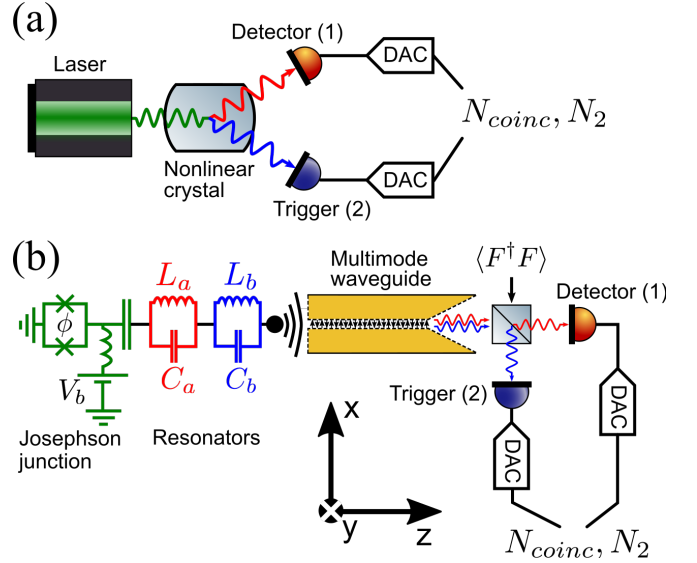 (a)
Laser
Nonlinear
crystal
Detector (1)
Trigger (2)
DAC
DAC
N_{coinc}, N_2
(b)
ϕ
V_b
Josephson
junction
L_a
L_b
C_a
C_b
Resonators
Multimode
waveguide
⟨F†F⟩
Detector (1)
Trigger (2)
DAC
DAC
x
y
z
N_{coinc}, N_2